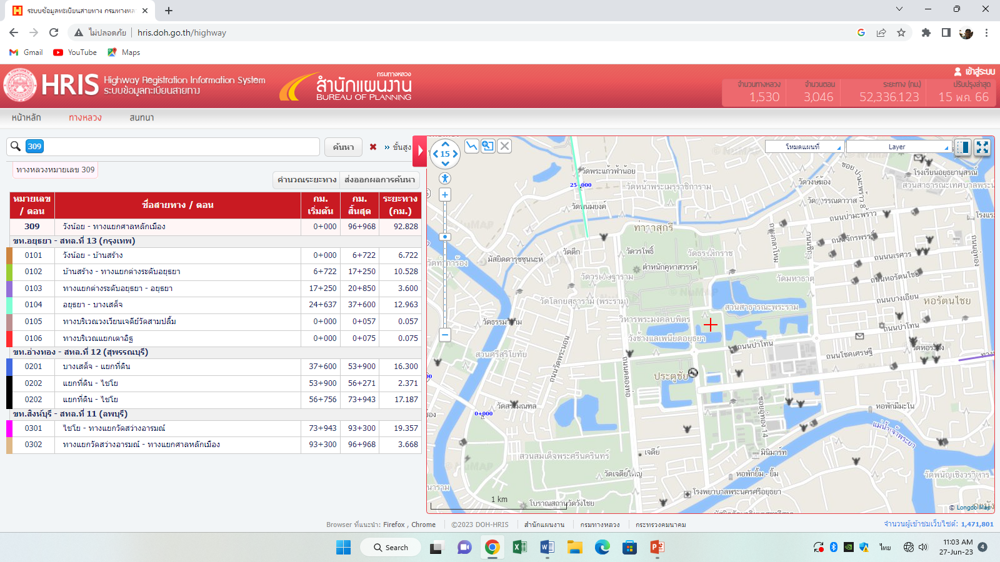 ระบบข้อมูลทะเบียนสายทาง กรมทางหล
ไม่ปลอดภัย
hris.doh.go.th/highway
Gmail
YouTube
Maps
HRIS
Highway Registration Information System
ระบบข้อมูลทะเบียนสายทาง
กรมทางหลวง
สำนักแผนงาน
BUREAU OF PLANNING
เข้าสู่ระบบ
จำนวนทางหลวง จำนวนตอน ระยะทาง (กม.) ปรับปรุงล่าสุด
1,530 3,046 52,336.123 15 พ.ค. 66
หน้าหลัก ทางหลวง สนทนา
309 ค้นหา » ขั้นสูง
ทางหลวงหมายเลข 309
คำนวณระยะทาง ส่งออกผลการค้นหา
หมายเลข / ตอน ชื่อสายทาง / ตอน กม. เริ่มต้น กม. สิ้นสุด ระยะทาง (กม.)
309 วังน้อย - ทางแยกศาลหลักเมือง 0+000 96+968 92.828
ขท.อยุธยา - สทล.ที่ 13 (กรุงเทพ)
0101 วังน้อย - บ้านสร้าง 0+000 6+722 6.722
0102 บ้านสร้าง - ทางแยกต่างระดับอยุธยา 6+722 17+250 10.528
0103 ทางแยกต่างระดับอยุธยา - อยุธยา 17+250 20+850 3.600
0104 อยุธยา - บางเสด็จ 24+637 37+600 12.963
0105 ทางบริเวณวงเวียนเจดีย์วัดสามปลื้ม 0+000 0+057 0.057
0106 ทางบริเวณแยกเตาอิฐ 0+000 0+075 0.075
ขท.อ่างทอง - สทล.ที่ 12 (สุพรรณบุรี)
0201 บางเสด็จ - แยกที่ดิน 37+600 53+900 16.300
0202 แยกที่ดิน - ไชโย 53+900 56+271 2.371
0202 แยกที่ดิน - ไชโย 56+756 73+943 17.187
ขท.สิงห์บุรี - สทล.ที่ 11 (ลพบุรี)
0301 ไชโย - ทางแยกวัดสว่างอารมณ์ 73+943 93+300 19.357
0302 ทางแยกวัดสว่างอารมณ์ - ทางแยกศาลหลักเมือง 93+300 96+968 3.668
15
โหมดแผนที่
Layer
วัดพระแก้วฟ้าน้อย
25+000
วัดหน้าพระเมรุราชิการาม
วัดวงษฆ้อง
โรงเรียนอยุธยานุสรณ์
สวนสาธารณะเทศบาลพระน
วัดพนมยงค์
ท่าวาสุกรี
ถนนป่ามะพร้าว
มัสยิดดารุซซุนนะห์
วัดตึก
วัดวรโพธิ์
วัดธรรมิกราช
ตำหนักคูหาสวรรค์
ถนนนเรศวร
วัดมหาธาตุ
วัดวรเชษฐาราม
วัดโลกยสุธาราม (พระราม)
ถนนบางเอียน
หอรัตนไชย
สวนสาธารณะพระราม
วิหารพระมงคลบพิตร
วัดธรรมาราม
วังช้างแลเพนียดอยุธยา
ถนนป่าโทน
ถนนป่าโทน
ถนนโชคเศรษฐี
สวนศรีสุริโยทัย
ถนนวัดพระนอน
ถนนคลองท่อ
ประตูชัย
ซอยอู่ทอง 14
หอพักมีมะโน
แม่น้ำเจ้าพระยา
0+000
สวนสมเด็จพระศรีนครินทร์
เจดีย์
มินิมาร์ท
หอพักยิ้ม - ยิ้ม
วัดเจดีย์ใหญ่
วัดพนัญเชิงวรวิหาร
โรงพยาบาลพระนครศรีอยุธยา
โบราณสถานวัดวังไชย
1 km
© Longdo Map
Browser ที่แนะนำ: Firefox , Chrome ©2023 DOH-HRIS สำนักแผนงาน กรมทางหลวง กระทรวงคมนาคม
จำนวนผู้เข้าชมเว็บไซต์: 1,471,801
Search
ไทย
11:03 AM
27-Jun-23
4